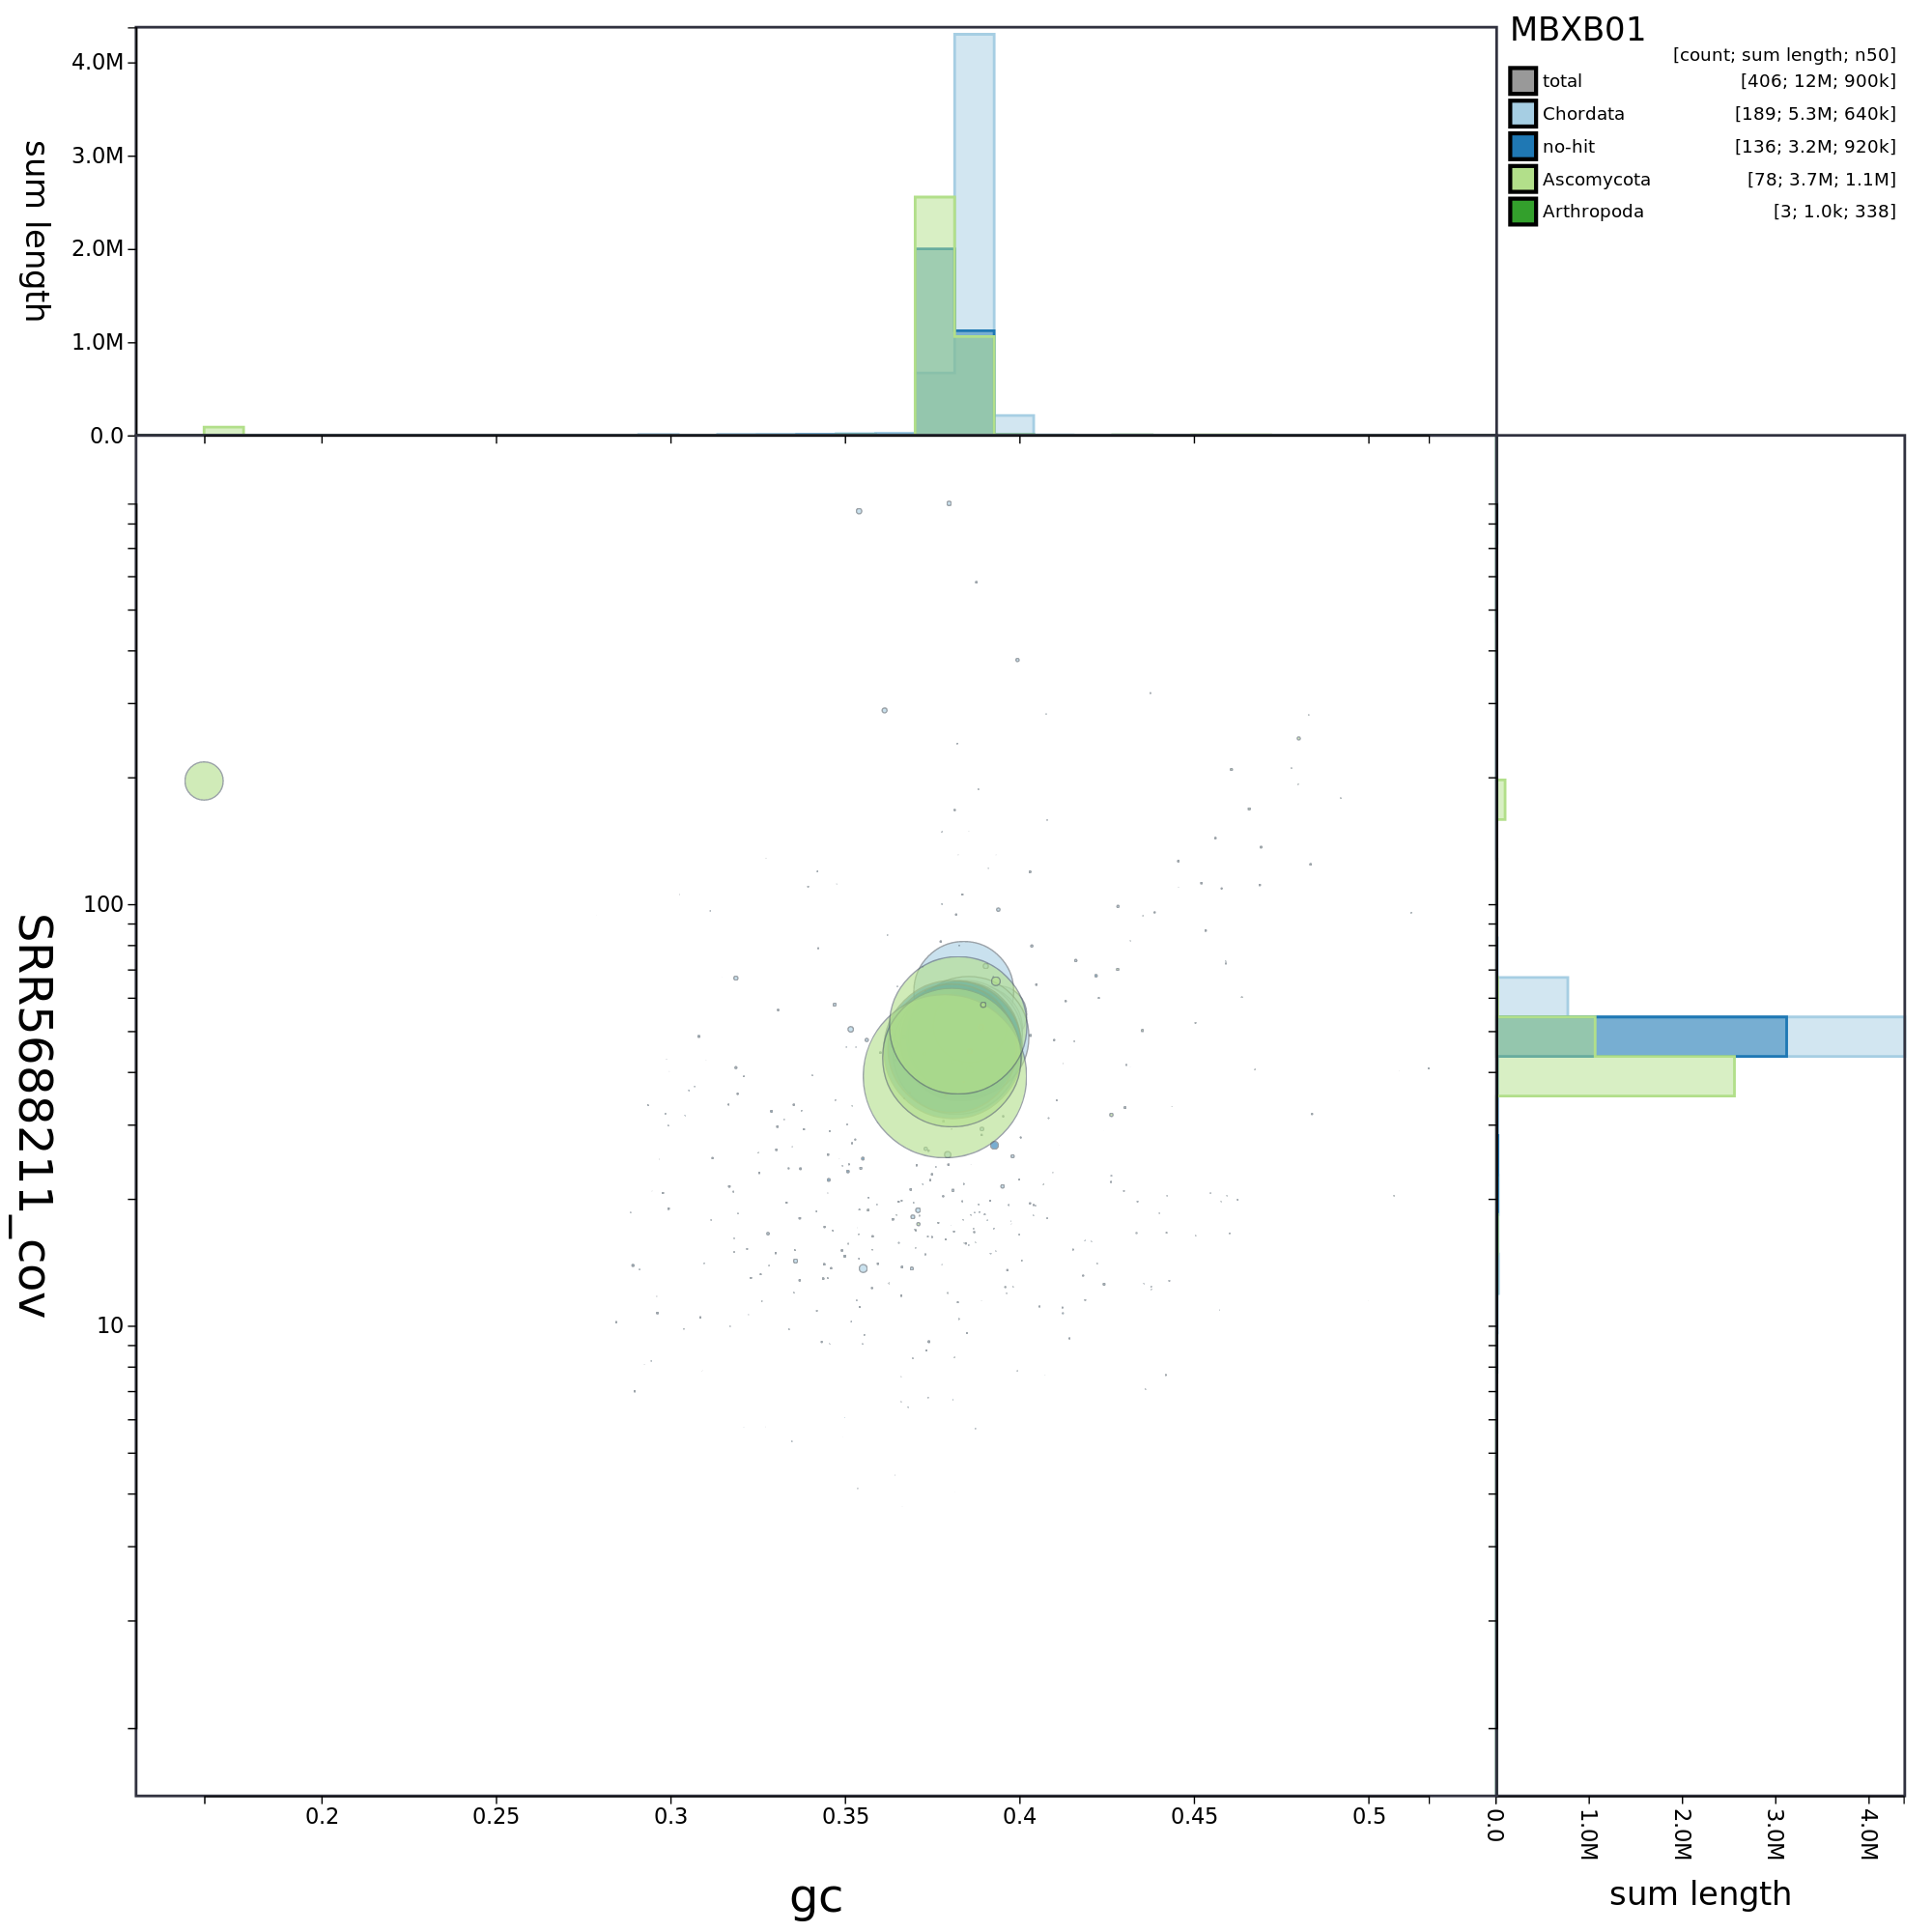 MBXB01
[count; sum length; n50]
total [406; 12M; 900k]
Chordata [189; 5.3M; 640k]
no-hit [136; 3.2M; 920k]
Ascomycota [78; 3.7M; 1.1M]
Arthropoda [3; 1.0k; 338]
sum length
4.0M
3.0M
2.0M
1.0M
0.0
SRR5688211_cov
100
10
0.2 0.25 0.3 0.35 0.4 0.45 0.5
gc
0.0 1.0M 2.0M 3.0M 4.0M
sum length